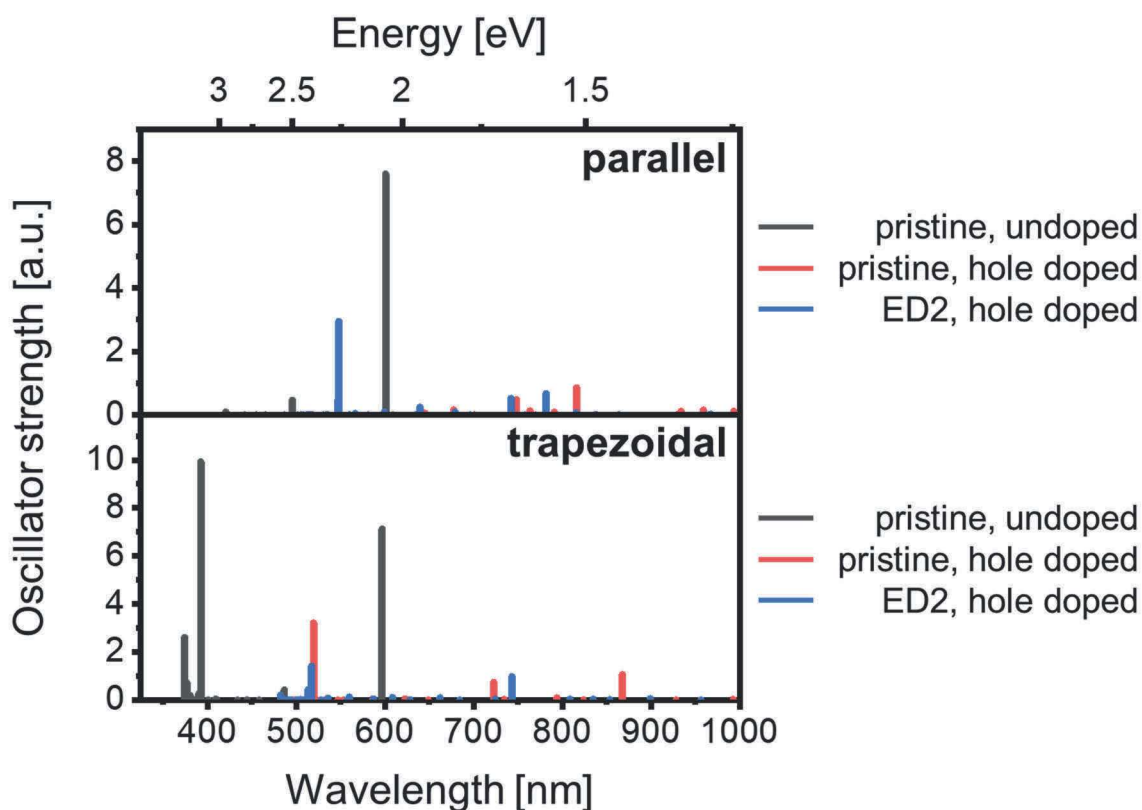 Energy [eV]
3 2.5 2 1.5
parallel
8
6
4
2
0
pristine, undoped
pristine, hole doped
ED2, hole doped
Oscillator strength [a.u.]
trapezoidal
10
8
6
4
2
0
pristine, undoped
pristine, hole doped
ED2, hole doped
400 500 600 700 800 900 1000
Wavelength [nm]